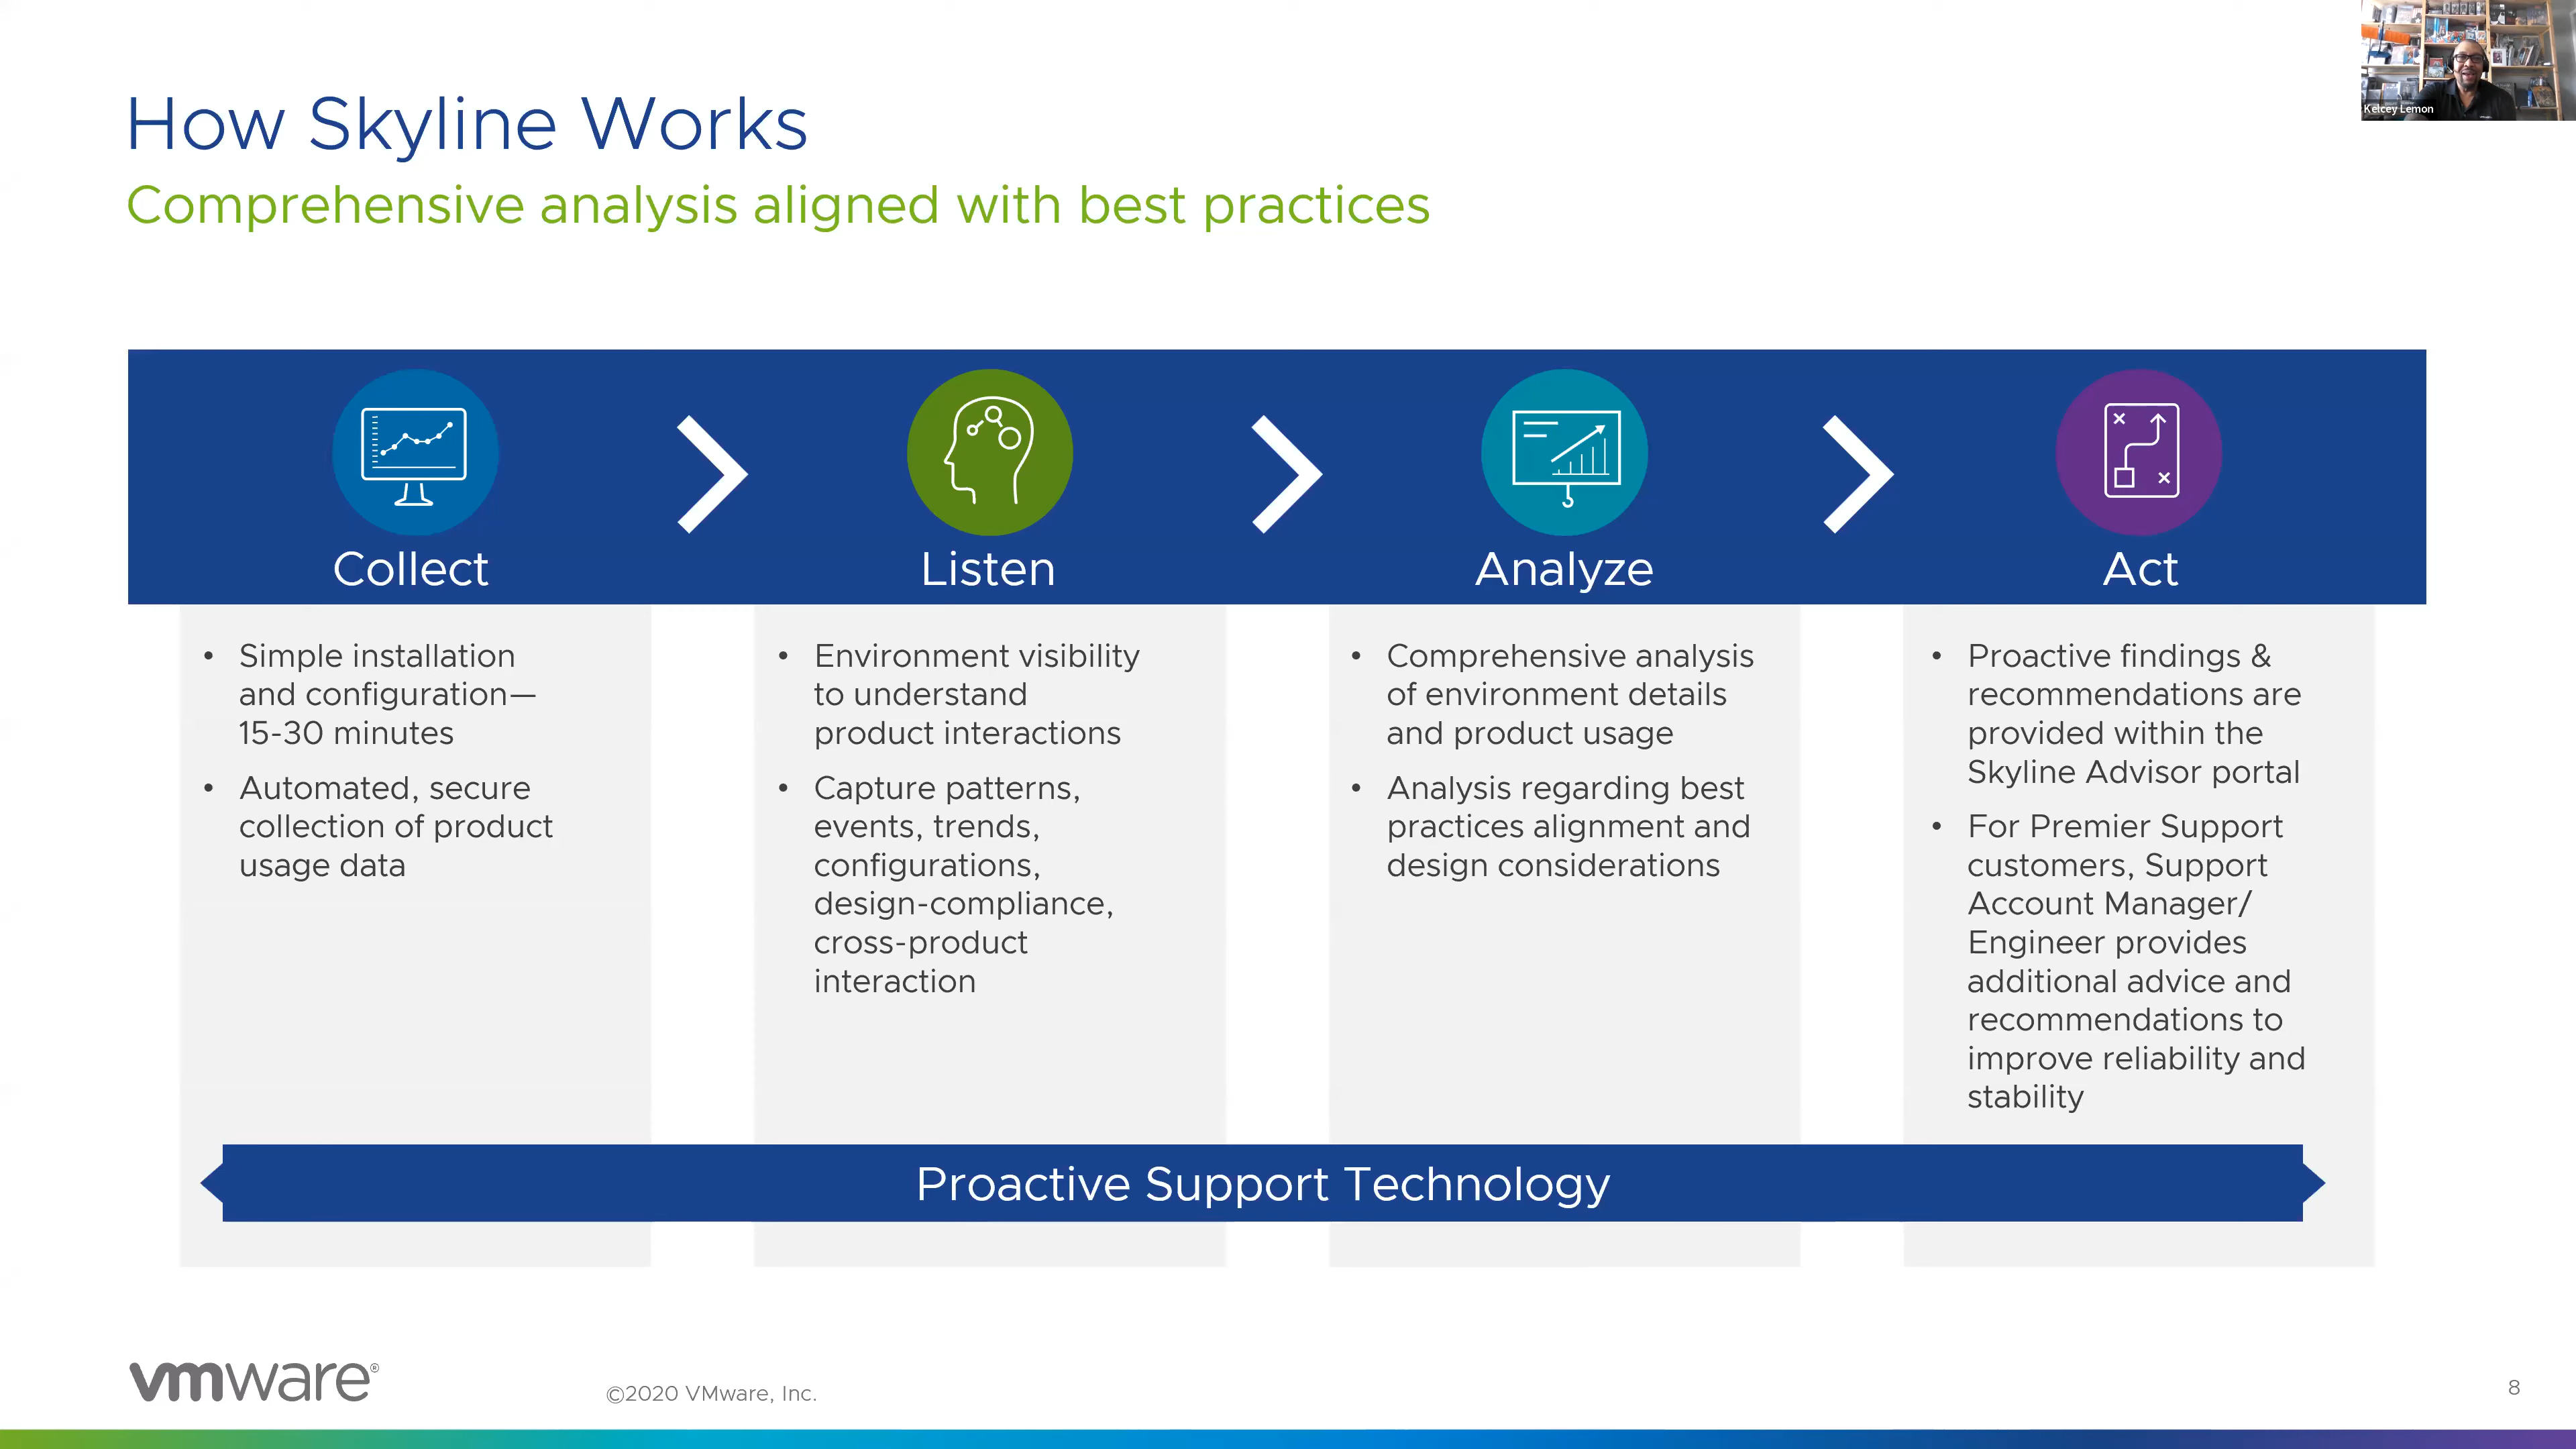 How Skyline Works
Comprehensive analysis aligned with best practices
Kelcey Lemon
Collect
Listen
Analyze
Act
• Simple installation
and configuration—
15-30 minutes
• Automated, secure
collection of product
usage data
• Environment visibility
to understand
product interactions
• Capture patterns,
events, trends,
configurations,
design-compliance,
cross-product
interaction
• Comprehensive analysis
of environment details
and product usage
• Analysis regarding best
practices alignment and
design considerations
• Proactive findings &
recommendations are
provided within the
Skyline Advisor portal
• For Premier Support
customers, Support
Account Manager/
Engineer provides
additional advice and
recommendations to
improve reliability and
stability
Proactive Support Technology
vmware®
©2020 VMware, Inc.
8